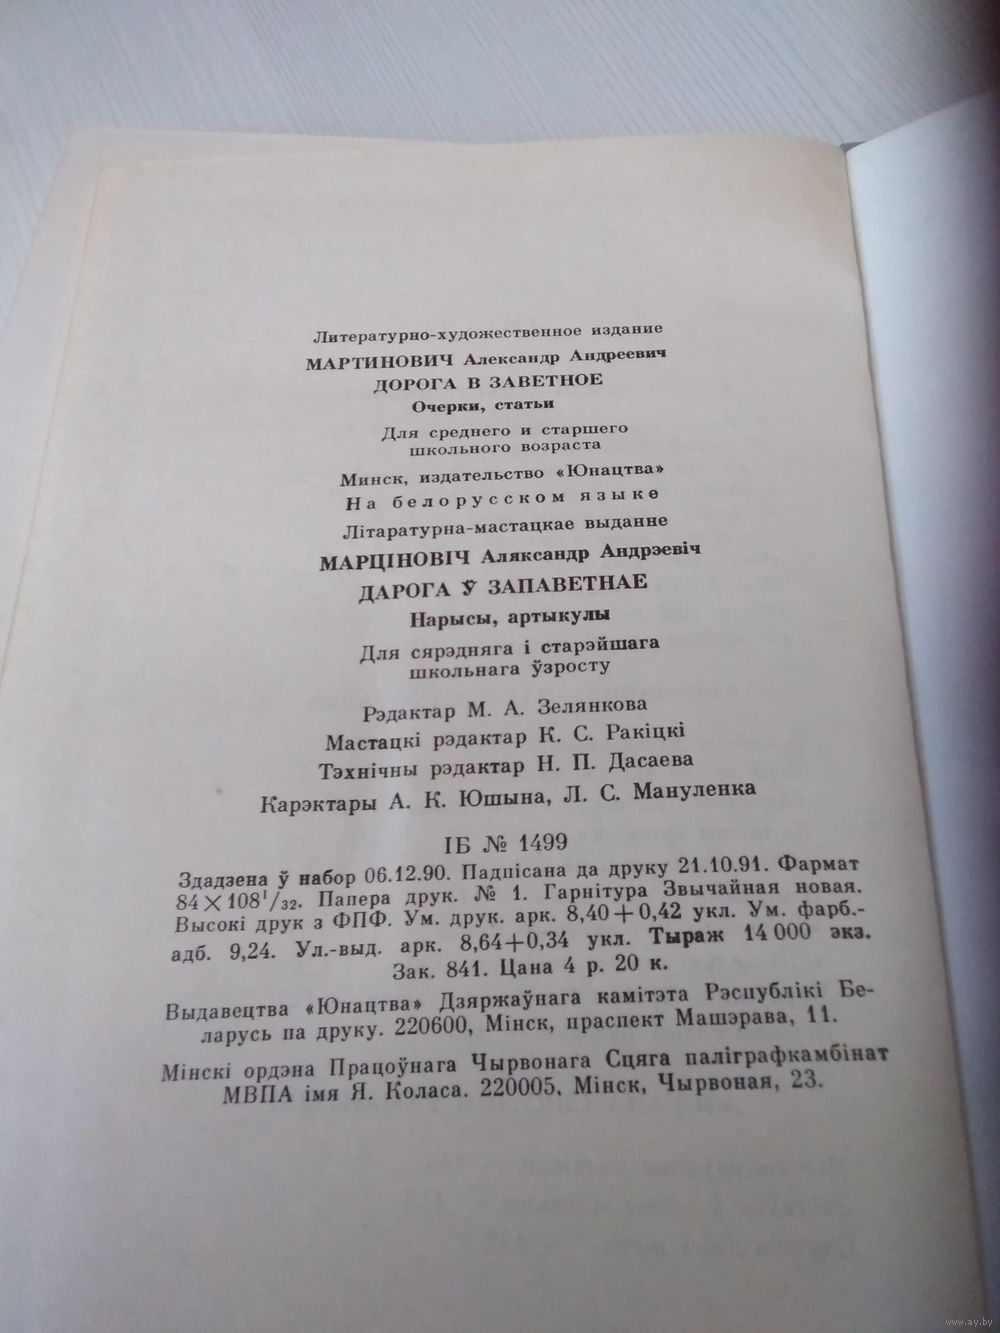 Литературно-художественное издание
МАРТИНОВИЧ Александр Андреевич
ДОРОГА В ЗАВЕТНОЕ
Очерки, статьи
Для среднего и старшего
школьного возраста
Минск, издательство «Юнацтва»
На белорусском языке
Літаратурна-мастацкае выданне
МАРЦІНОВІЧ Аляксандр Андрэевіч
ДАРОГА Ў ЗАПАВЕТНАЕ
Нарысы, артыкулы
Для сярэдняга і старэйшага
школьнага ўзросту
Рэдактар М. А. Зелянкова
Мастацкі рэдактар К. С. Ракіцкі
Тэхнічны рэдактар Н. П. Дасаева
Карэктары А. К. Юшына, Л. С. Мануленка
ІБ № 1499
Здадзена ў набор 06.12.90. Падпісана да друку 21.10.91. Фармат
84×108¹/₃₂. Папера друк. № 1. Гарнітура Звычайная новая.
Высокі друк з ФПФ. Ум. друк. арк. 8,40+0,42 укл. Ум. фарб.-
адб. 9,24. Ул.-выд. арк. 8,64+0,34 укл. Тыраж 14 000 экз.
Зак. 841. Цана 4 р. 20 к.
Выдавецтва «Юнацтва» Дзяржаўнага камітэта Рэспублікі Бе-
ларусь па друку. 220600, Мінск, праспект Машэрава, 11.
Мінскі ордэна Працоўнага Чырвонага Сцяга паліграфкамбінат
МВПА імя Я. Коласа. 220005, Мінск, Чырвоная, 23.
www.ay.by